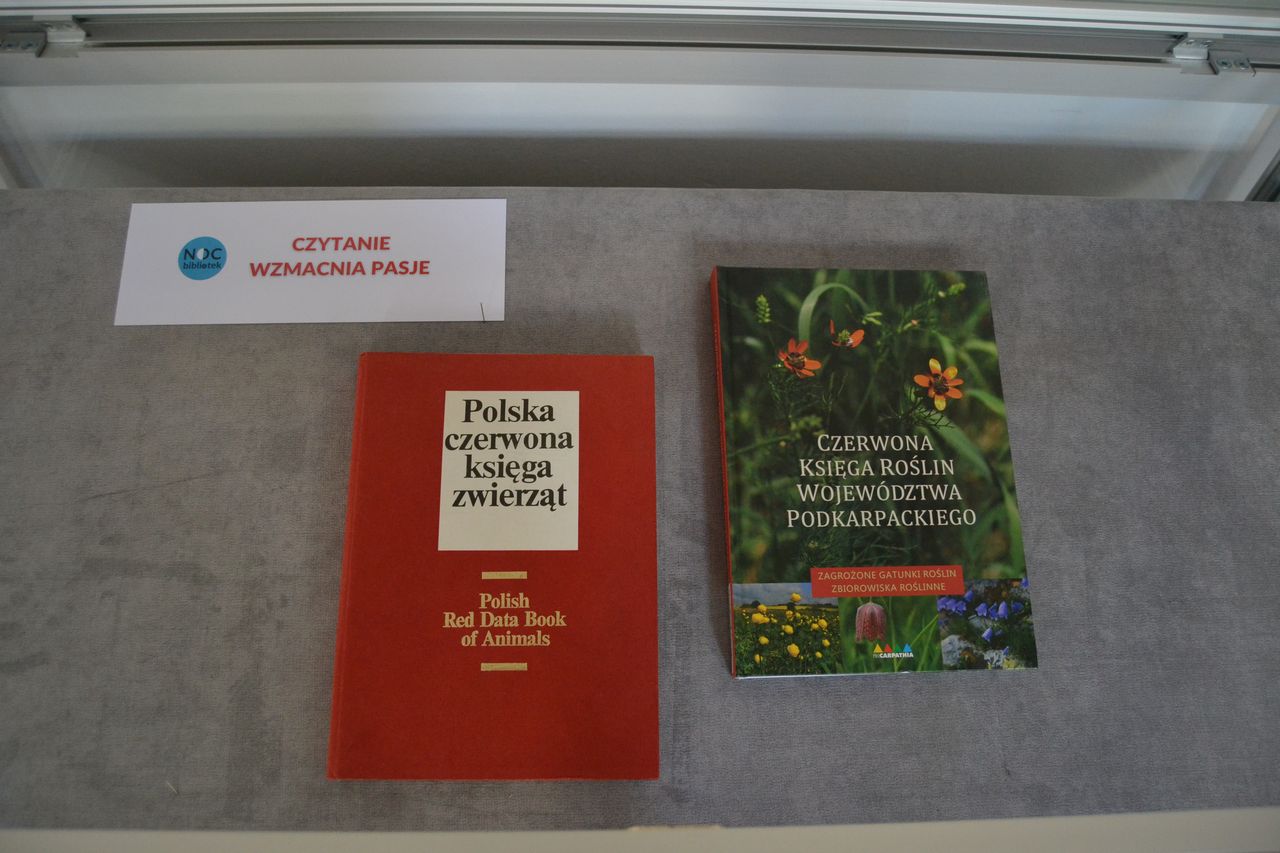 NOC
bibliotek
CZYTANIE
WZMACNIA PASJE
Polska
czerwona
księga
zwierząt
Polish
Red Data Book
of Animals
CZERWONA
KSIĘGA ROŚLIN
WOJEWÓDZTWA
PODKARPACKIEGO
ZAGROŻONE GATUNKI ROŚLIN
ZBIOROWISKA ROŚLINNE
PROCARPATHIA